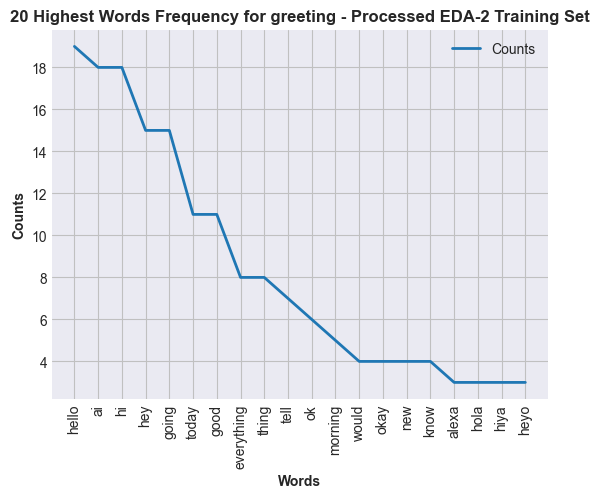 20 Highest Words Frequency for greeting - Processed EDA-2 Training Set
Counts
Counts
18
16
14
12
10
8
6
4
hello
ai
hi
hey
going
today
good
everything
thing
tell
ok
morning
would
okay
new
know
alexa
hola
hiya
heyo
Words